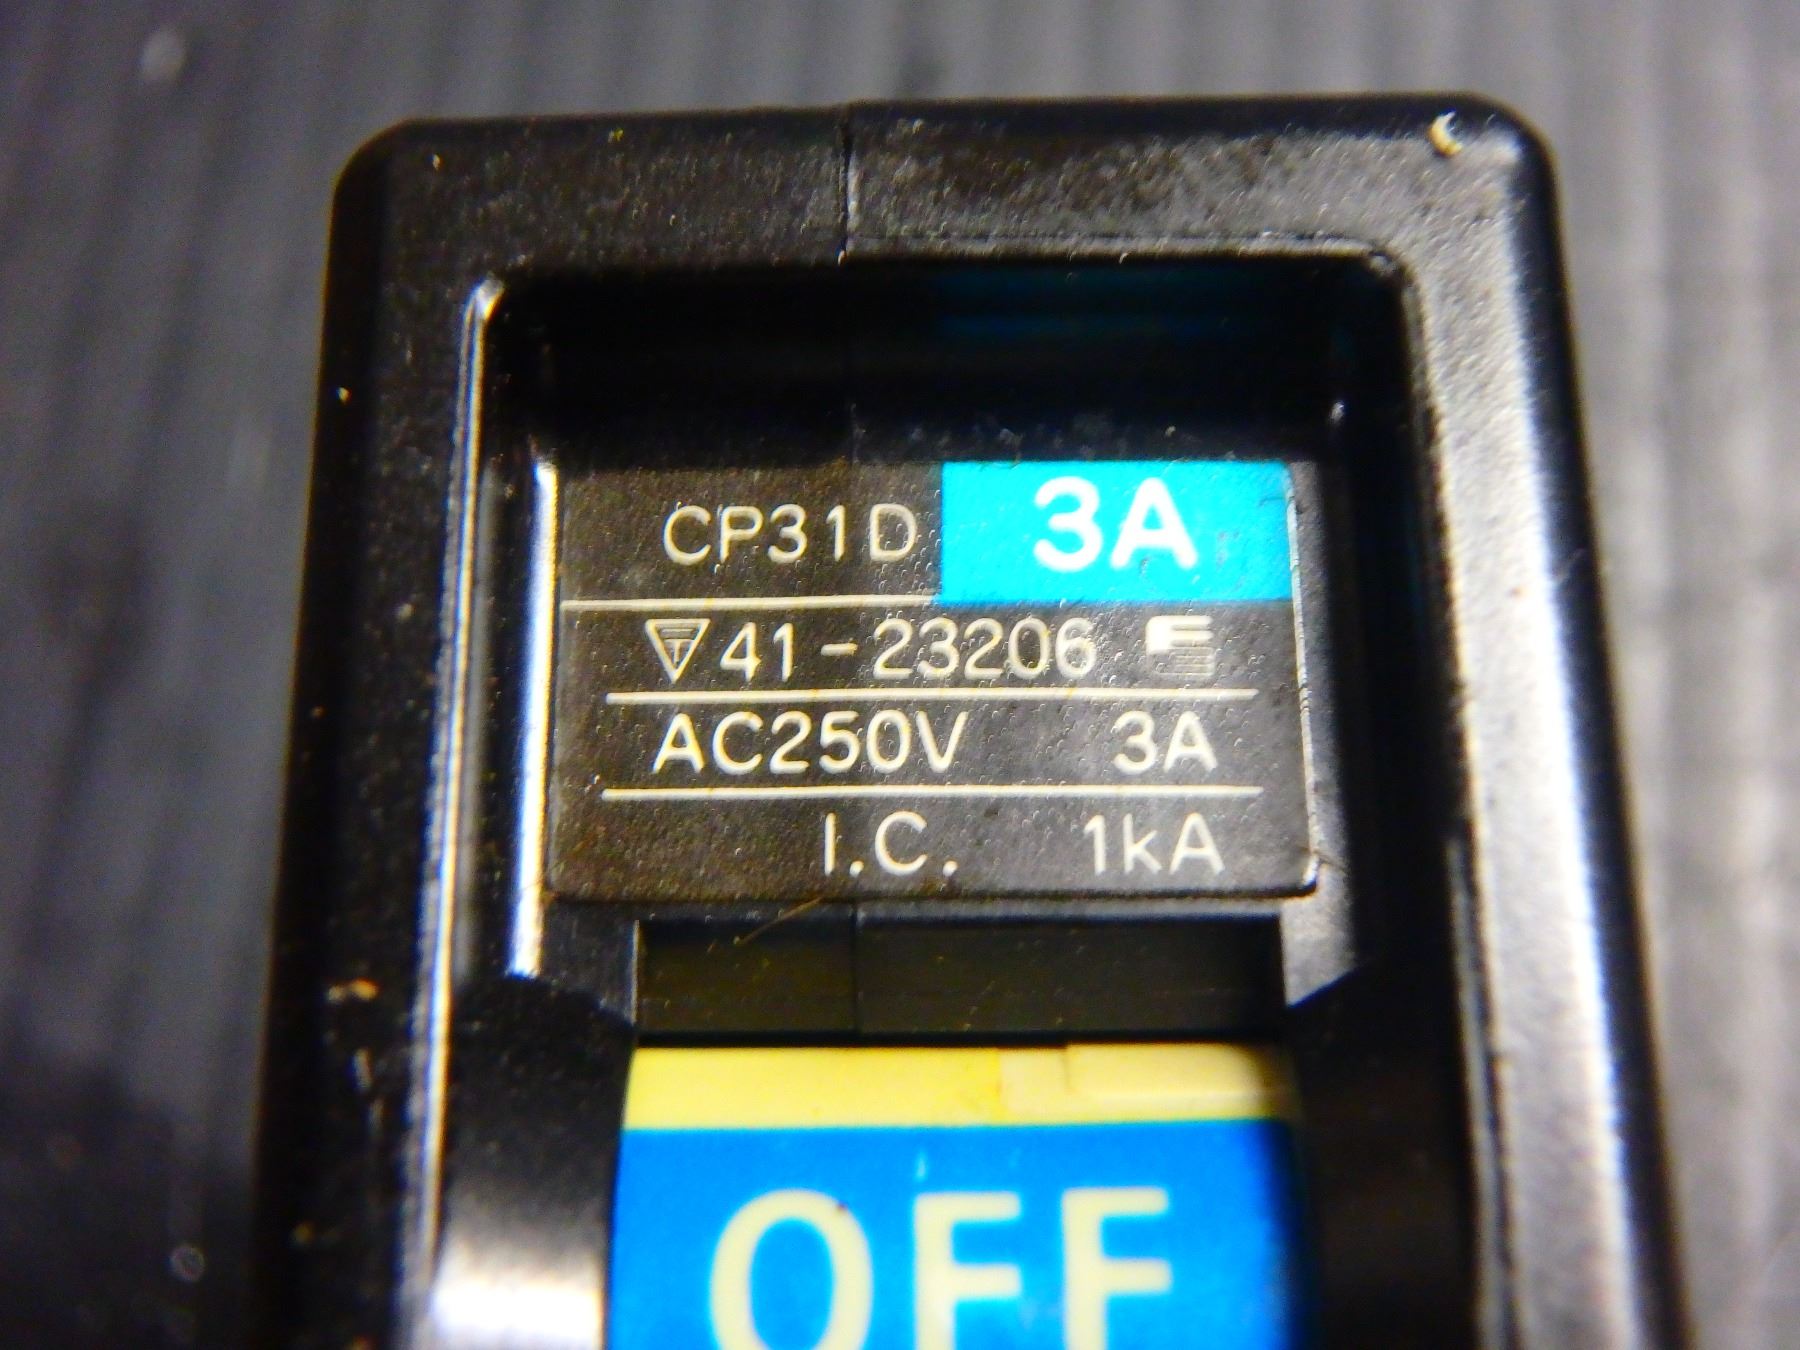 CP31D 3A
41-23206
AC250V 3A
I.C. 1kA
OFF